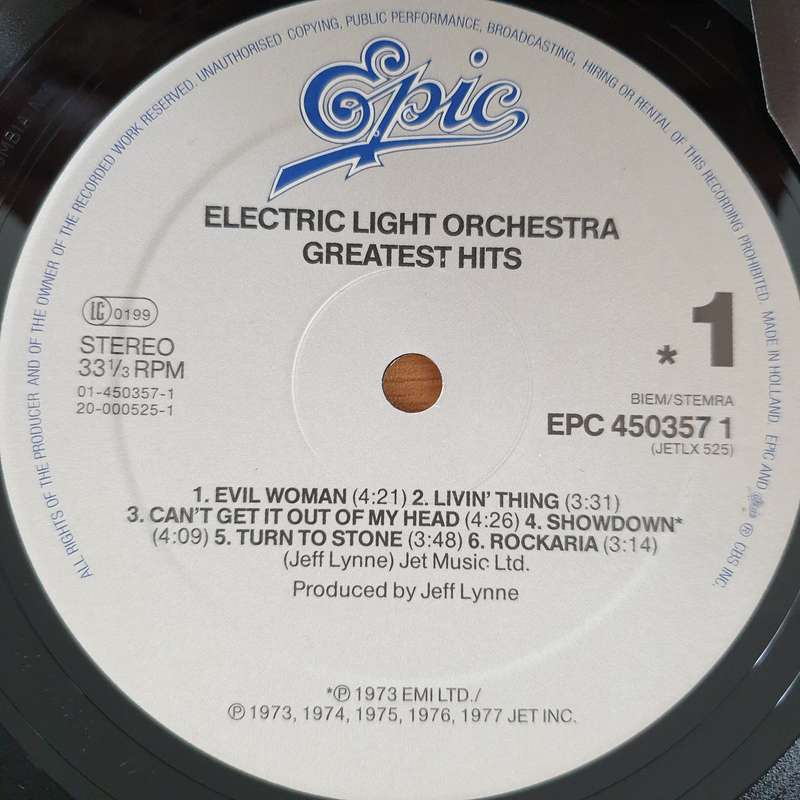 ALL RIGHTS OF THE PRODUCER AND OF THE OWNER OF THE RECORDED WORK RESERVED. UNAUTHORISED COPYING, PUBLIC PERFORMANCE, BROADCASTING, HIRING OR RENTAL OF THIS RECORDING PROHIBITED. MADE IN HOLLAND. EPIC AND ℗ CBS INC.
Epic
ELECTRIC LIGHT ORCHESTRA
GREATEST HITS
LC 0199
STEREO
33 1/3 RPM
01-450357-1
20-000525-1
* 1
BIEM/STEMRA
EPC 450357 1
(JETLX 525)
1. EVIL WOMAN (4:21) 2. LIVIN' THING (3:31)
3. CAN'T GET IT OUT OF MY HEAD (4:26) 4. SHOWDOWN*
(4:09) 5. TURN TO STONE (3:48) 6. ROCKARIA (3:14)
(Jeff Lynne) Jet Music Ltd.
Produced by Jeff Lynne
*℗ 1973 EMI LTD./
℗ 1973, 1974, 1975, 1976, 1977 JET INC.